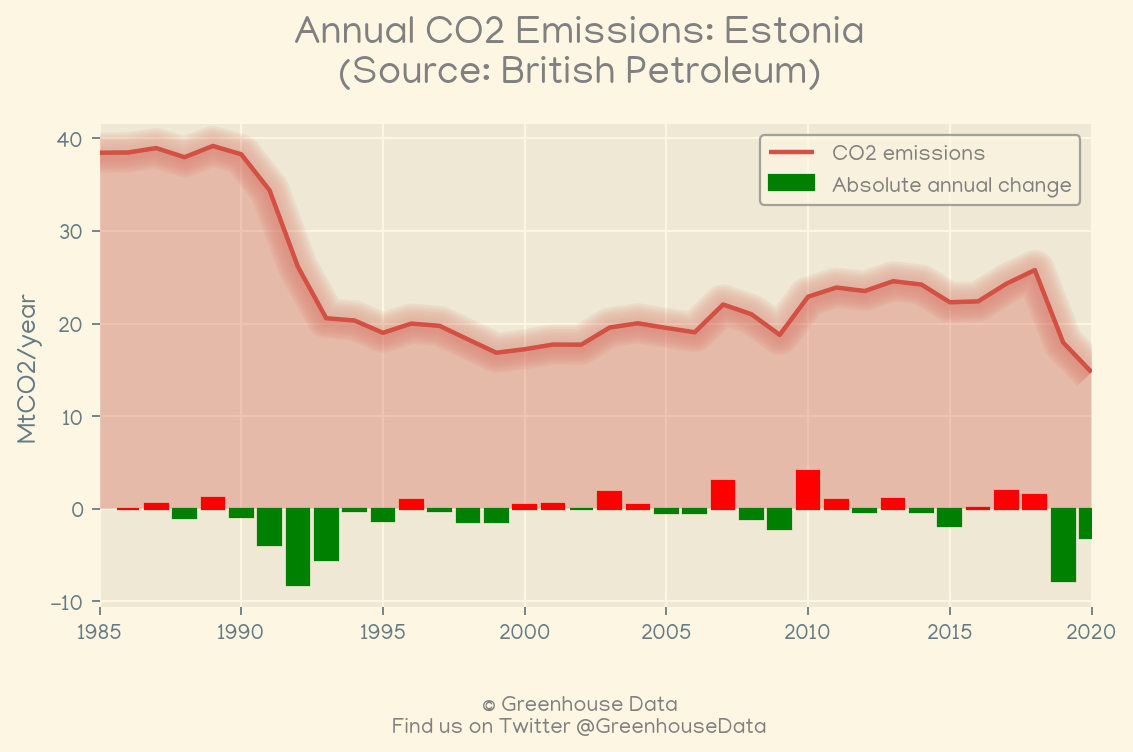 Annual CO2 Emissions: Estonia
(Source: British Petroleum)
CO2 emissions
Absolute annual change
MtCO2/year
40
30
20
10
0
−10
1985
1990
1995
2000
2005
2010
2015
2020
© Greenhouse Data
Find us on Twitter @GreenhouseData